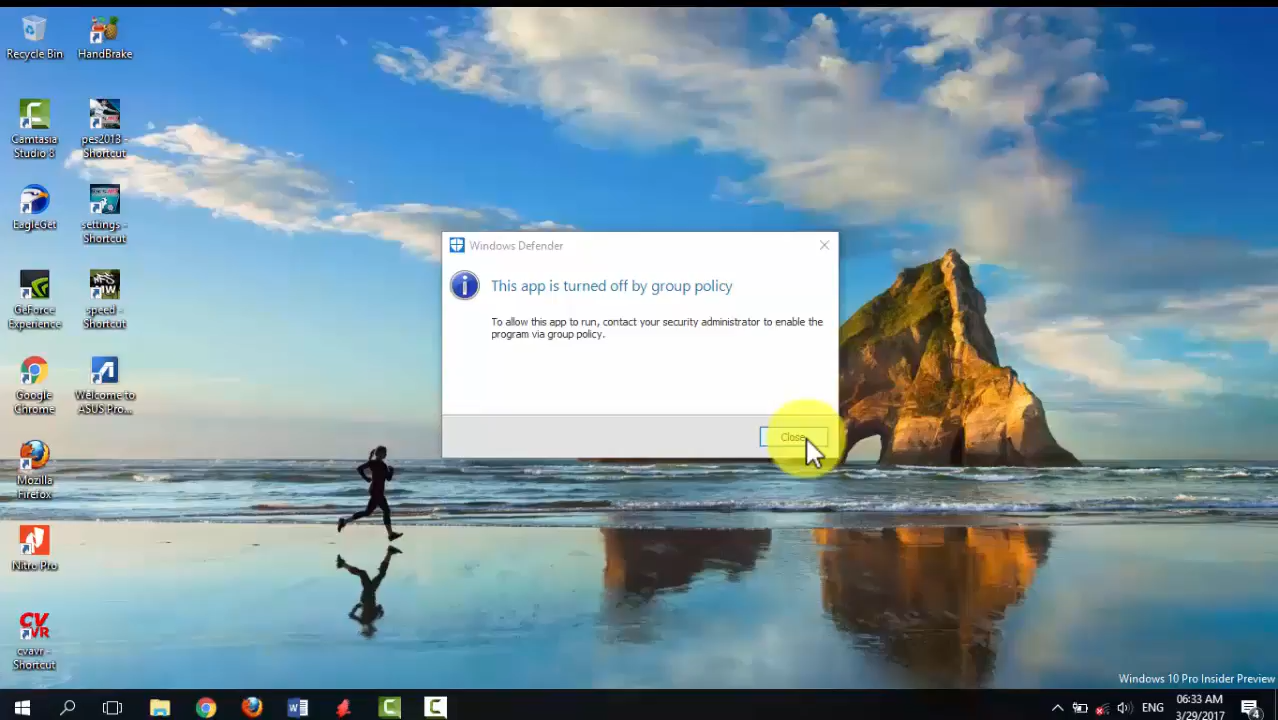 Recycle Bin
HandBrake
Camtasia
Studio 8
pes2013 -
Shortcut
EagleGet
settings -
Shortcut
GeForce
Experience
speed -
Shortcut
Google
Chrome
Welcome to
ASUS Pro...
Mozilla
Firefox
Nitro Pro
CV
VR
cvavr -
Shortcut
Windows Defender
This app is turned off by group policy
To allow this app to run, contact your security administrator to enable the
program via group policy.
Close
Windows 10 Pro Insider Preview
ENG
06:33 AM
3/29/2017
4